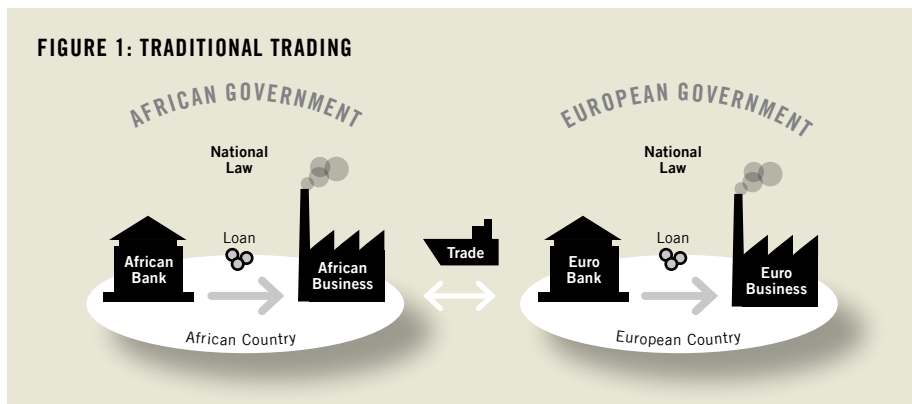 FIGURE 1: TRADITIONAL TRADING
AFRICAN GOVERNMENT
National
Law
Loan
African
Bank
African
Business
African Country
Trade
EUROPEAN GOVERNMENT
National
Law
Loan
Euro
Bank
Euro
Business
European Country